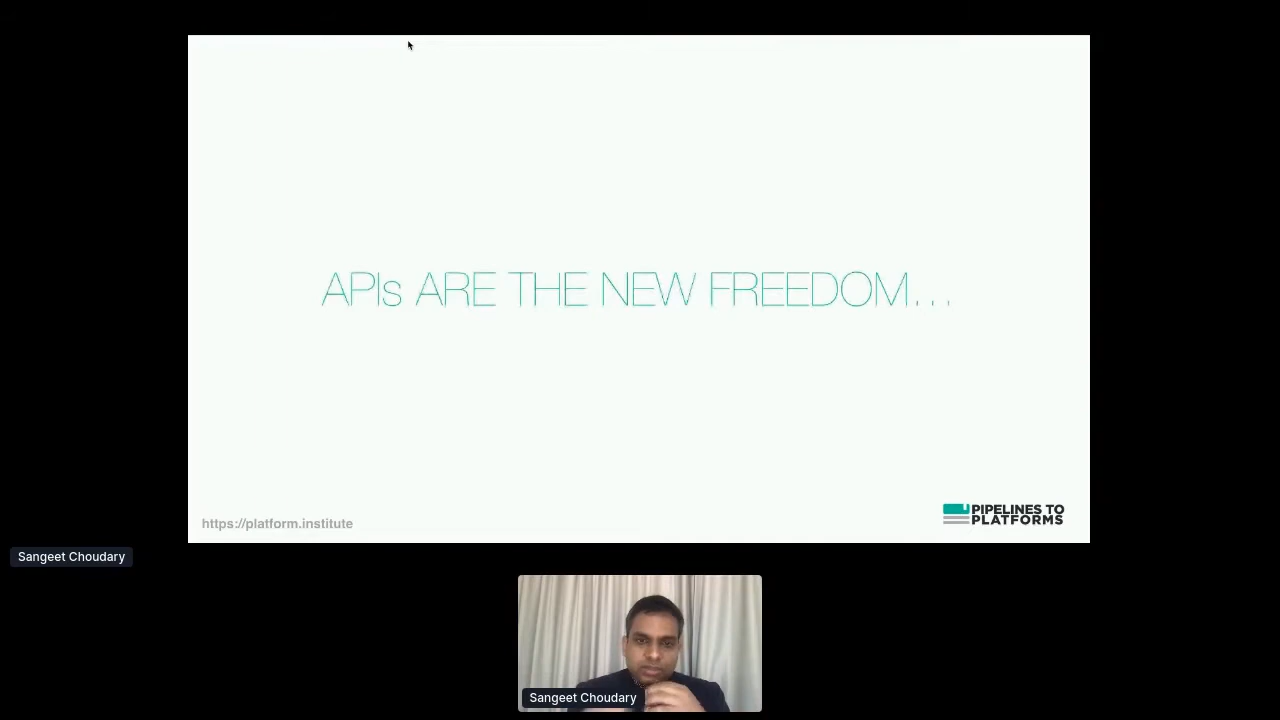 APIs ARE THE NEW FREEDOM...
https://platform.institute
PIPELINES TO
PLATFORMS
Sangeet Choudary
Sangeet Choudary